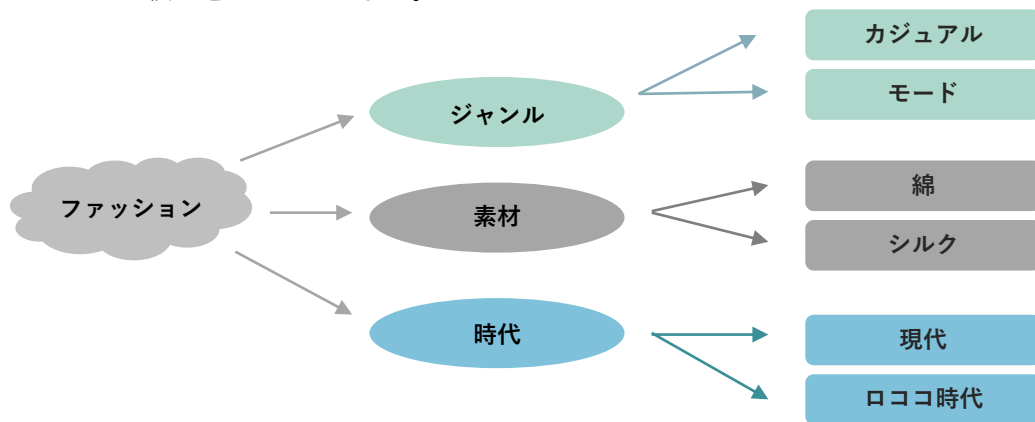 ファッション
ジャンル
カジュアル
モード
素材
綿
シルク
時代
現代
ロココ時代